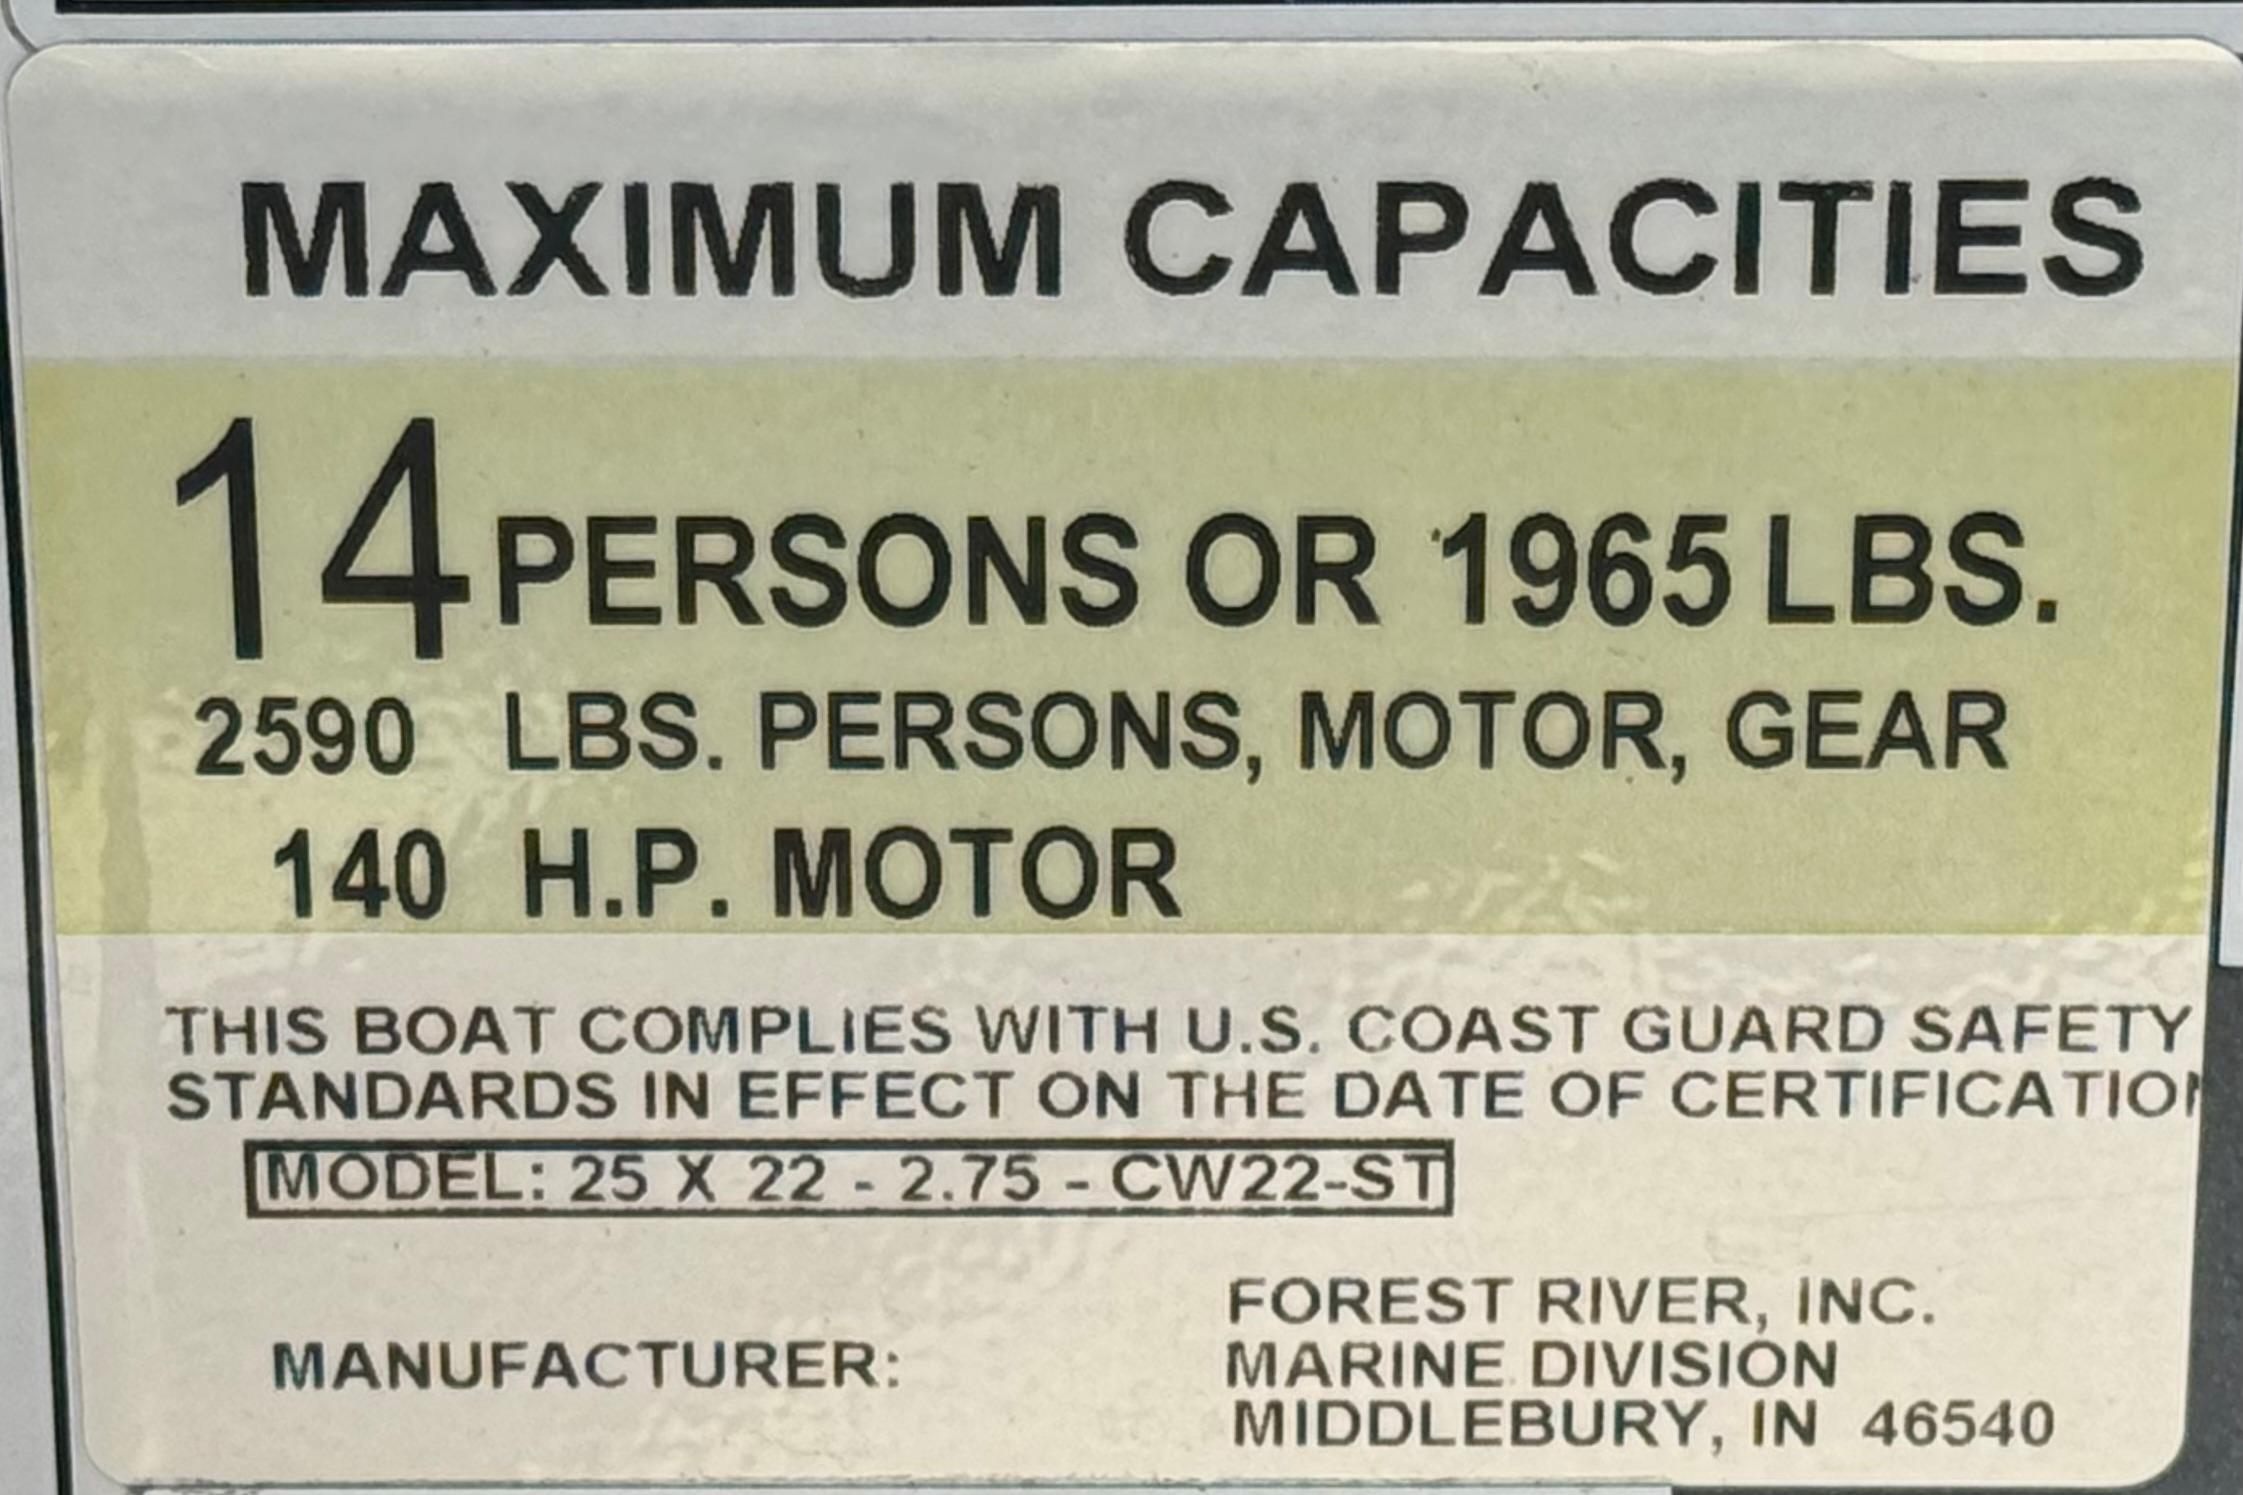 MAXIMUM CAPACITIES
14 PERSONS OR 1965 LBS.
2590 LBS. PERSONS, MOTOR, GEAR
140 H.P. MOTOR
THIS BOAT COMPLIES WITH U.S. COAST GUARD SAFETY
STANDARDS IN EFFECT ON THE DATE OF CERTIFICATION
MODEL: 25 X 22 - 2.75 - CW22-ST
FOREST RIVER, INC.
MANUFACTURER: MARINE DIVISION
MIDDLEBURY, IN 46540